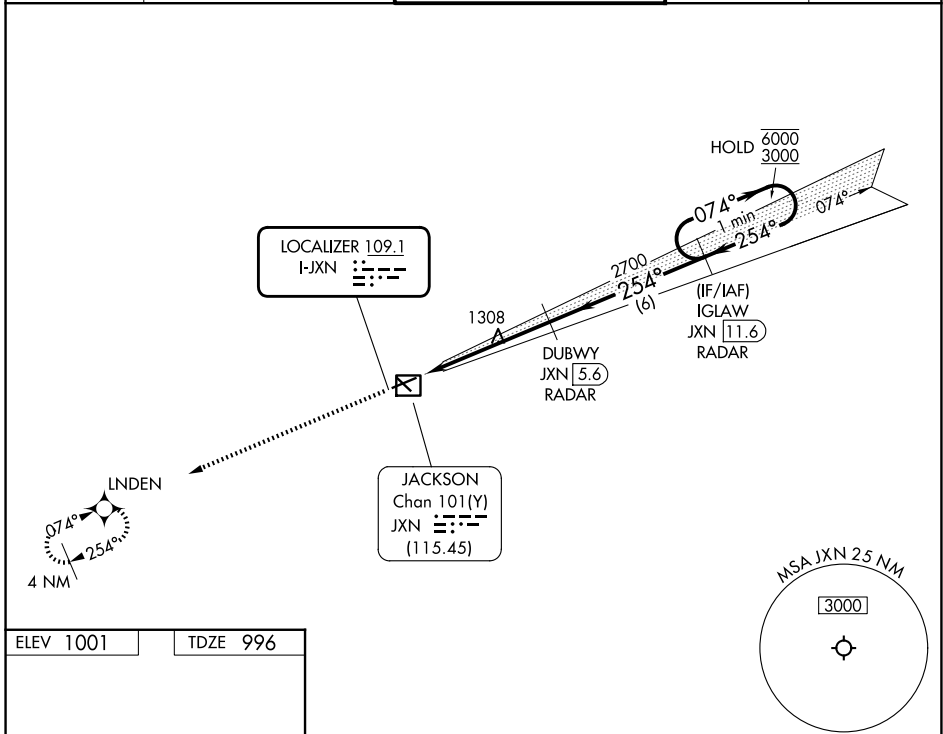 HOLD 6000
3000
074°
1 min
254°
074°
LOCALIZER 109.1
I-JXN
2700
254°
(6)
(IF/IAF)
IGLAW
JXN 11.6
RADAR
1308
DUBWY
JXN 5.6
RADAR
JACKSON
Chan 101(Y)
JXN
(115.45)
LNDEN
074°
254°
4 NM
MSA JXN 25 NM
3000
ELEV 1001 TDZE 996